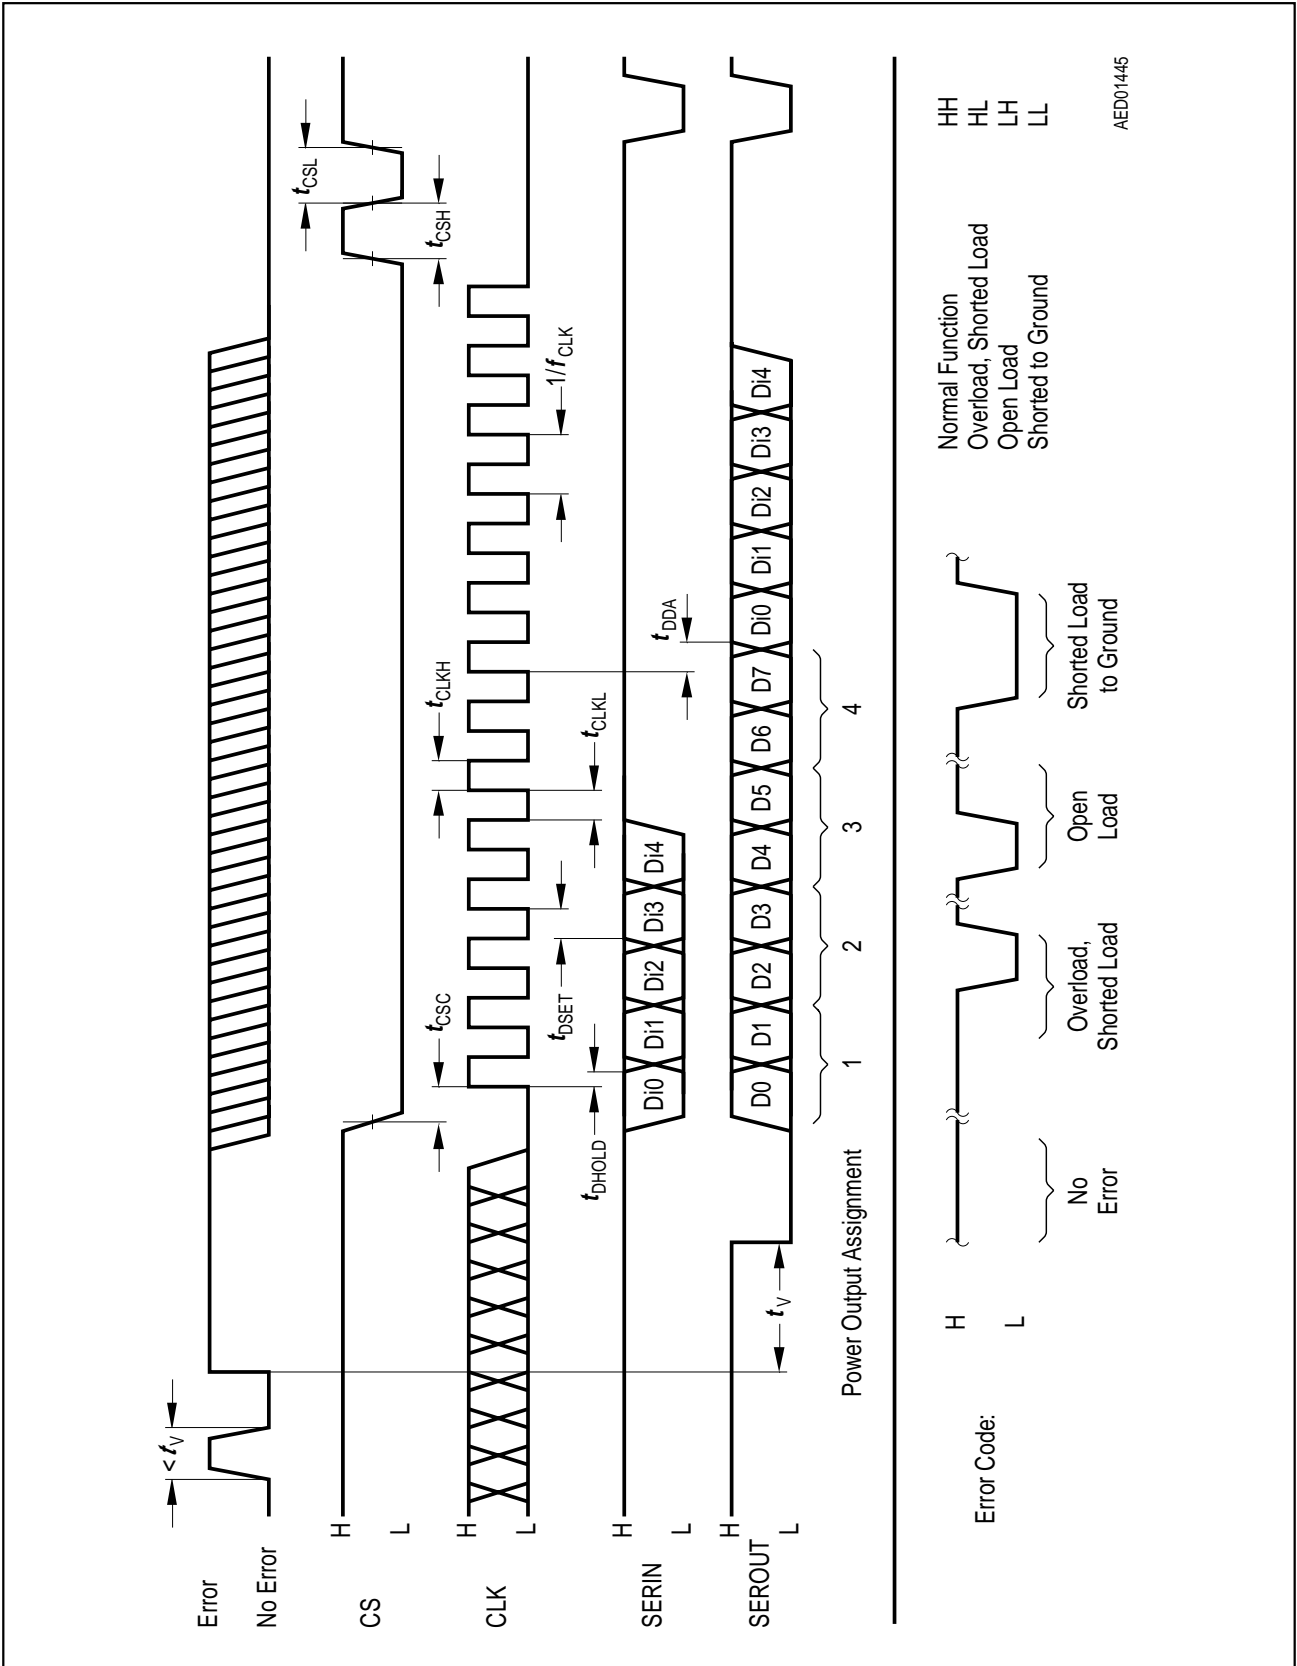 Error
No Error
< tV
tCSL
tCSH
CS
H
L
CLK
H
L
tCSC
tCLKH
tDHOLD
tDSET
tCLKL
1/fCLK
SERIN
H
L
Di0 Di1 Di2 Di3 Di4
tDDA
SEROUT
H
L
tV
D0 D1 D2 D3 D4 D5 D6 D7 Di0 Di1 Di2 Di3 Di4
Power Output Assignment 1 2 3 4
Error Code:
H
L
No
Error
Overload,
Shorted Load
Open
Load
Shorted Load
to Ground
Normal Function HH
Overload, Shorted Load HL
Open Load LH
Shorted to Ground LL
AED01445